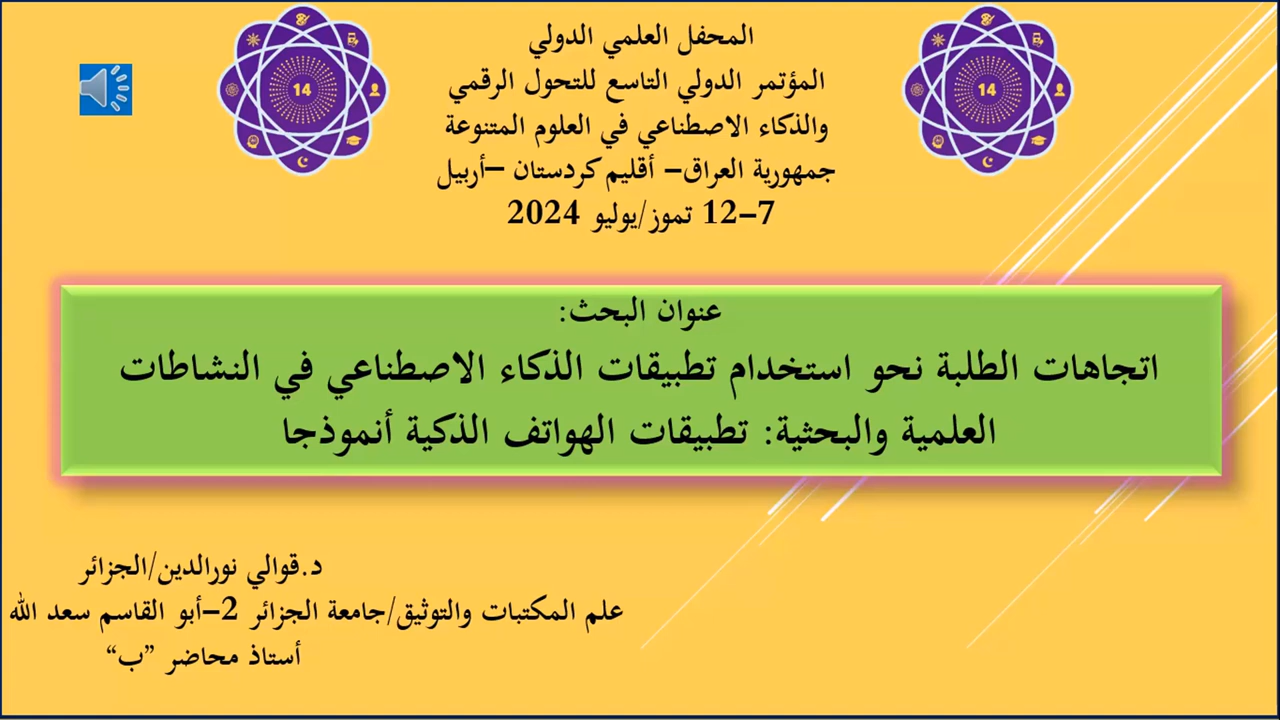 المحفل العلمي الدولي
المؤتمر الدولي التاسع للتحول الرقمي
والذكاء الاصطناعي في العلوم المتنوعة
جمهورية العراق– أقليم كردستان –أربيل
7–12 تموز/يوليو 2024
14
14
عنوان البحث:
اتجاهات الطلبة نحو استخدام تطبيقات الذكاء الاصطناعي في النشاطات
العلمية والبحثية: تطبيقات الهواتف الذكية أنموذجا
د.قوالي نورالدين/الجزائر
علم المكتبات والتوثيق/جامعة الجزائر 2–أبو القاسم سعد الله
أستاذ محاضر ”ب“